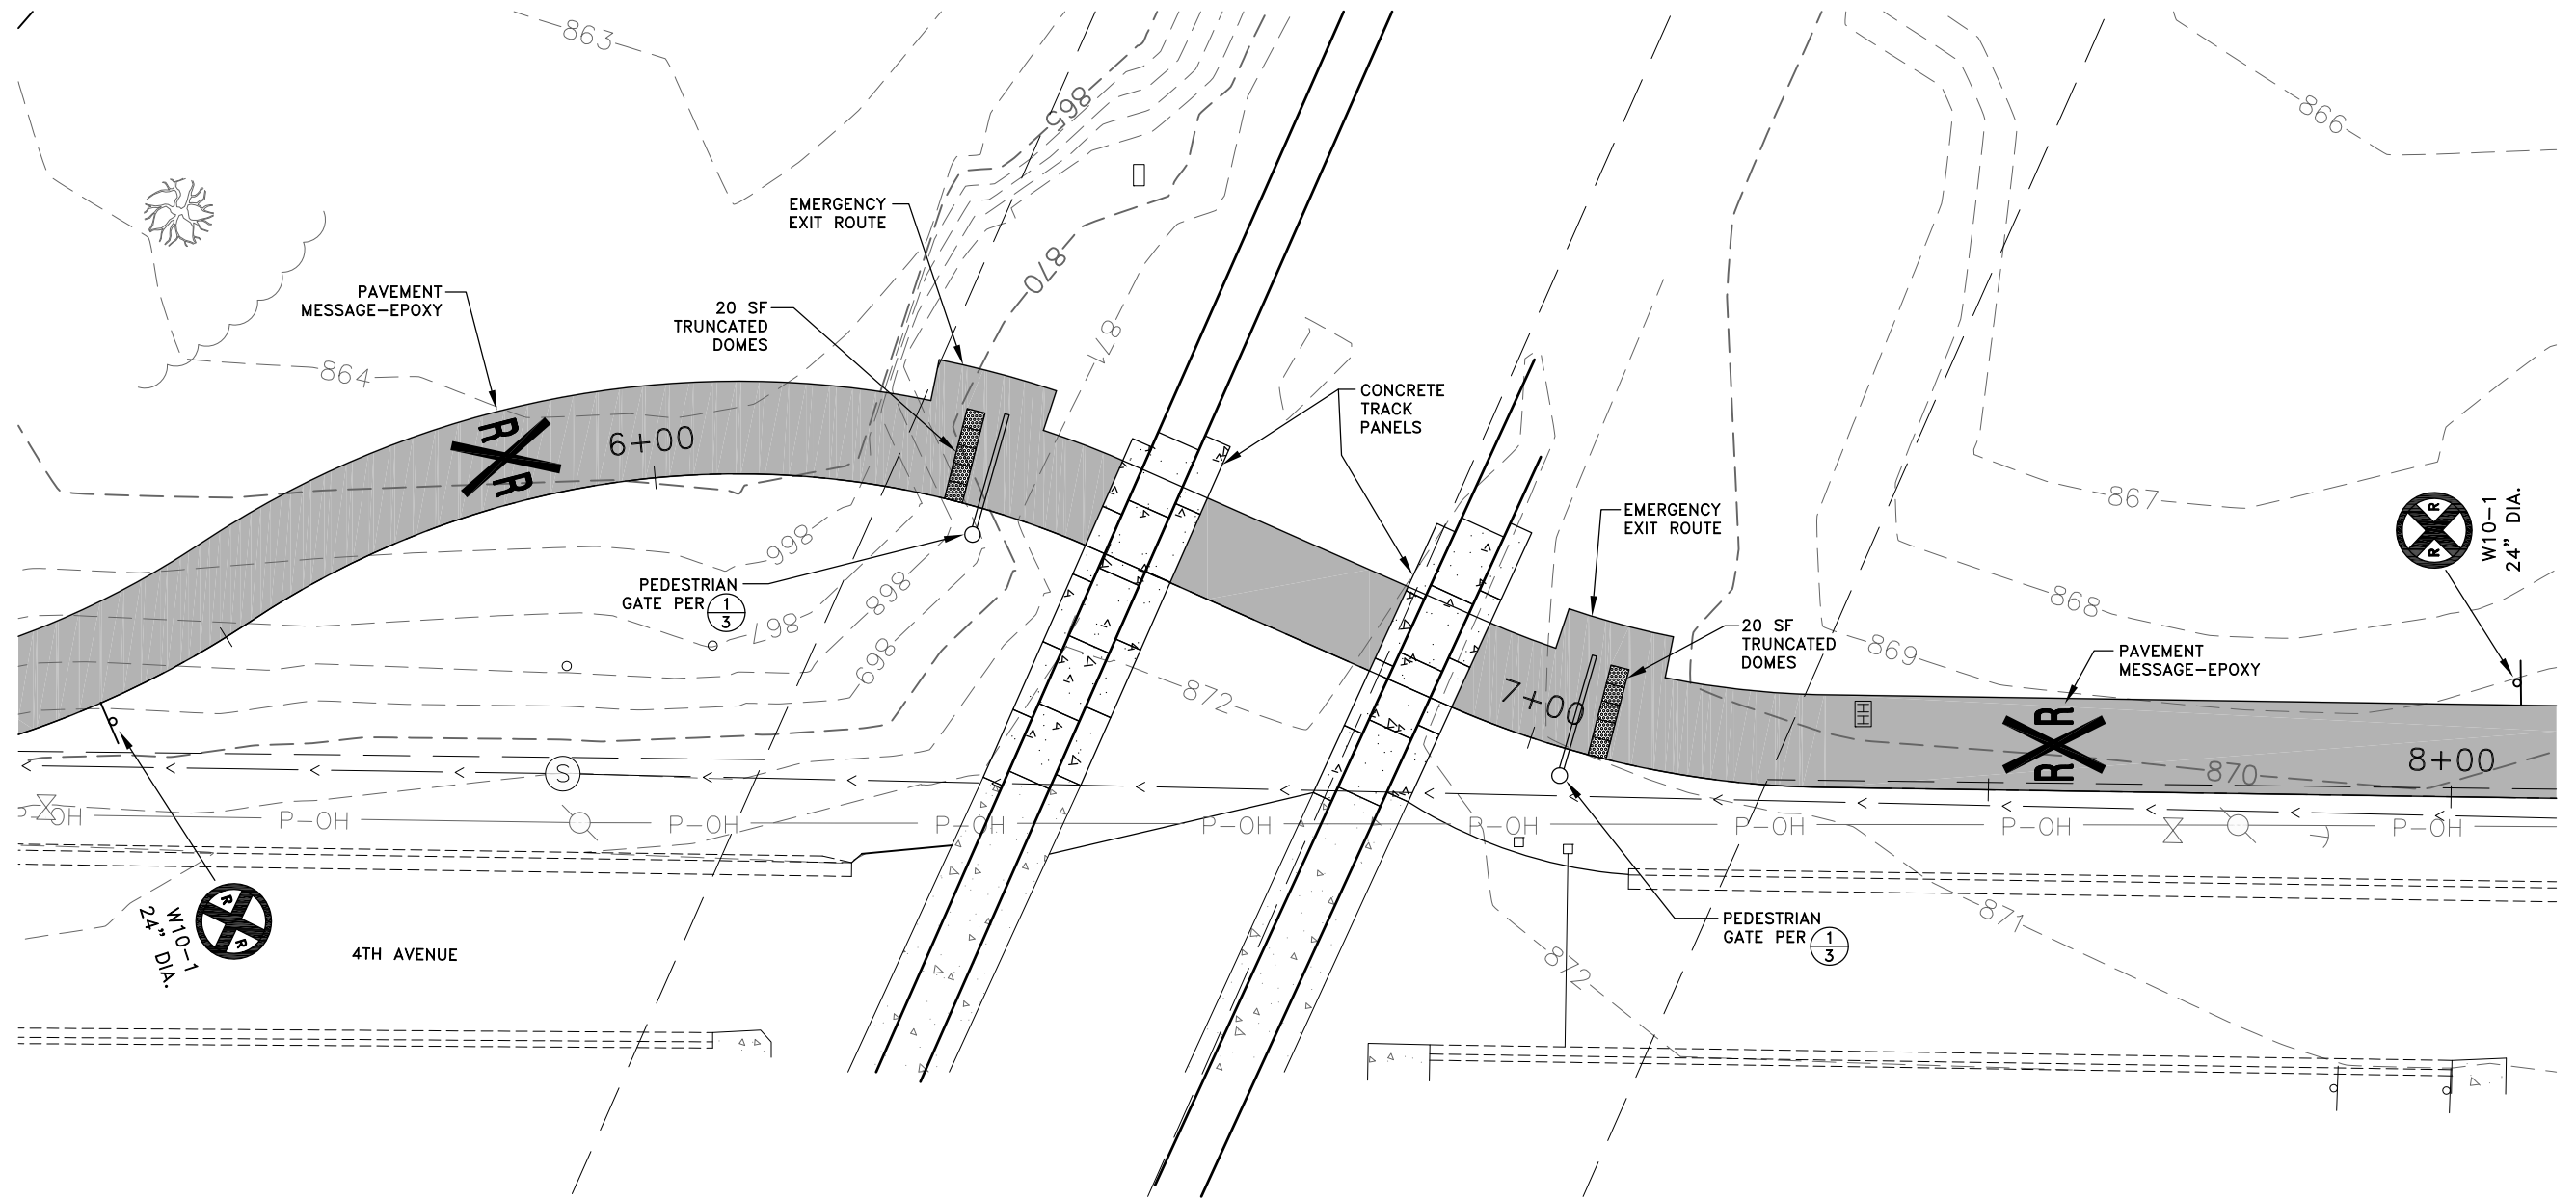 863
865
866
EMERGENCY
EXIT ROUTE
870
PAVEMENT
MESSAGE-EPOXY
20 SF
TRUNCATED
DOMES
871
864
CONCRETE
TRACK
PANELS
R
R
6+00
EMERGENCY
EXIT ROUTE
867
R
R
W10-1
24" DIA.
866
868
867
869
PEDESTRIAN
GATE PER 1
3
868
869
20 SF
TRUNCATED
DOMES
PAVEMENT
MESSAGE-EPOXY
872
7+00
R
R
870
8+00
S
P-OH
P-OH
P-OH
P-OH
P-OH
P-OH
P-OH
P-OH
P-OH
R
R
W10-1
24" DIA.
4TH AVENUE
PEDESTRIAN
GATE PER 1
3
871
872